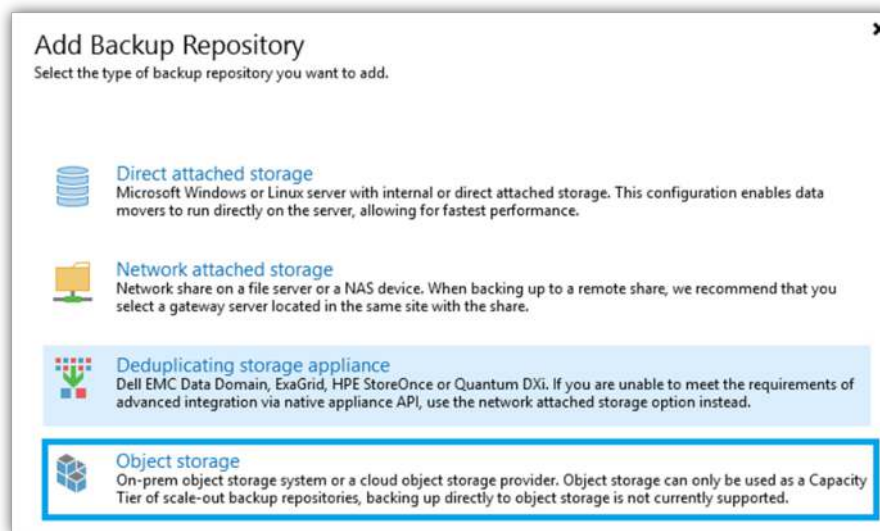 Add Backup Repository
Select the type of backup repository you want to add.
Direct attached storage
Microsoft Windows or Linux server with internal or direct attached storage. This configuration enables data
movers to run directly on the server, allowing for fastest performance.
Network attached storage
Network share on a file server or a NAS device. When backing up to a remote share, we recommend that you
select a gateway server located in the same site with the share.
Deduplicating storage appliance
Dell EMC Data Domain, ExaGrid, HPE StoreOnce or Quantum DXi. If you are unable to meet the requirements of
advanced integration via native appliance API, use the network attached storage option instead.
Object storage
On-prem object storage system or a cloud object storage provider. Object storage can only be used as a Capacity
Tier of scale-out backup repositories, backing up directly to object storage is not currently supported.